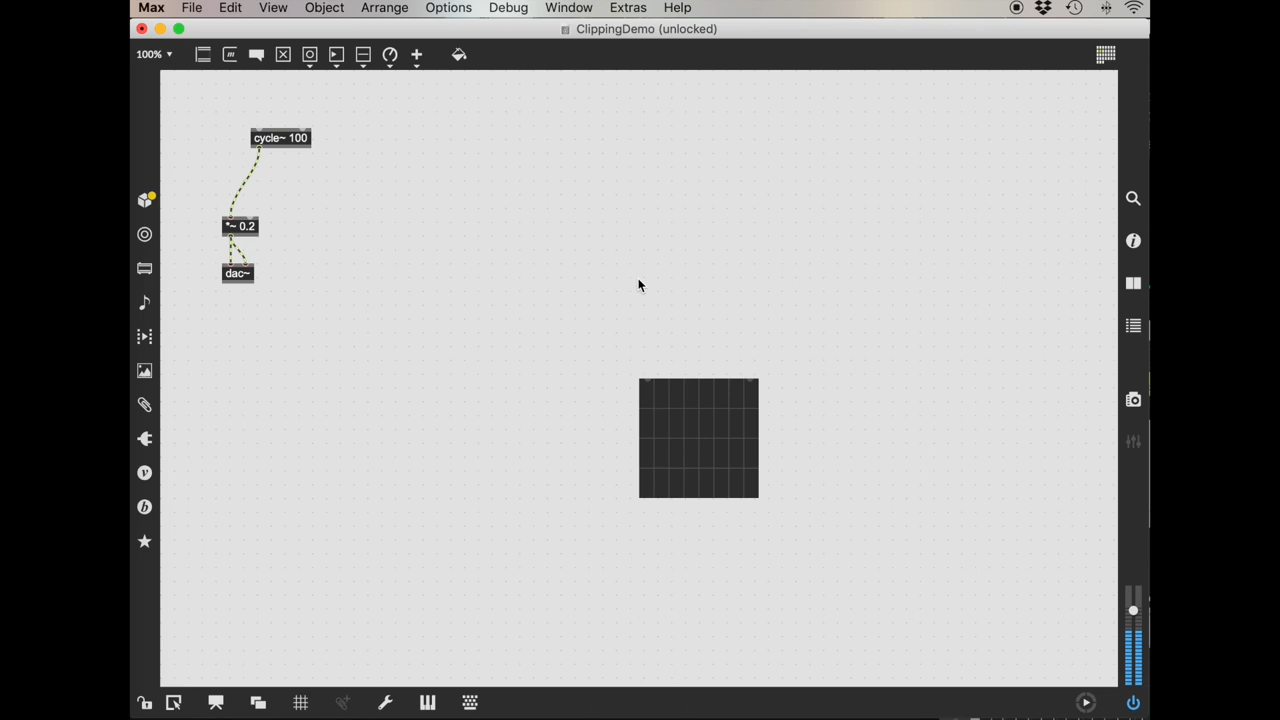 Max File Edit View Object Arrange Options Debug Window Extras Help
ClippingDemo (unlocked)
100%
cycle~ 100
*~ 0.2
dac~